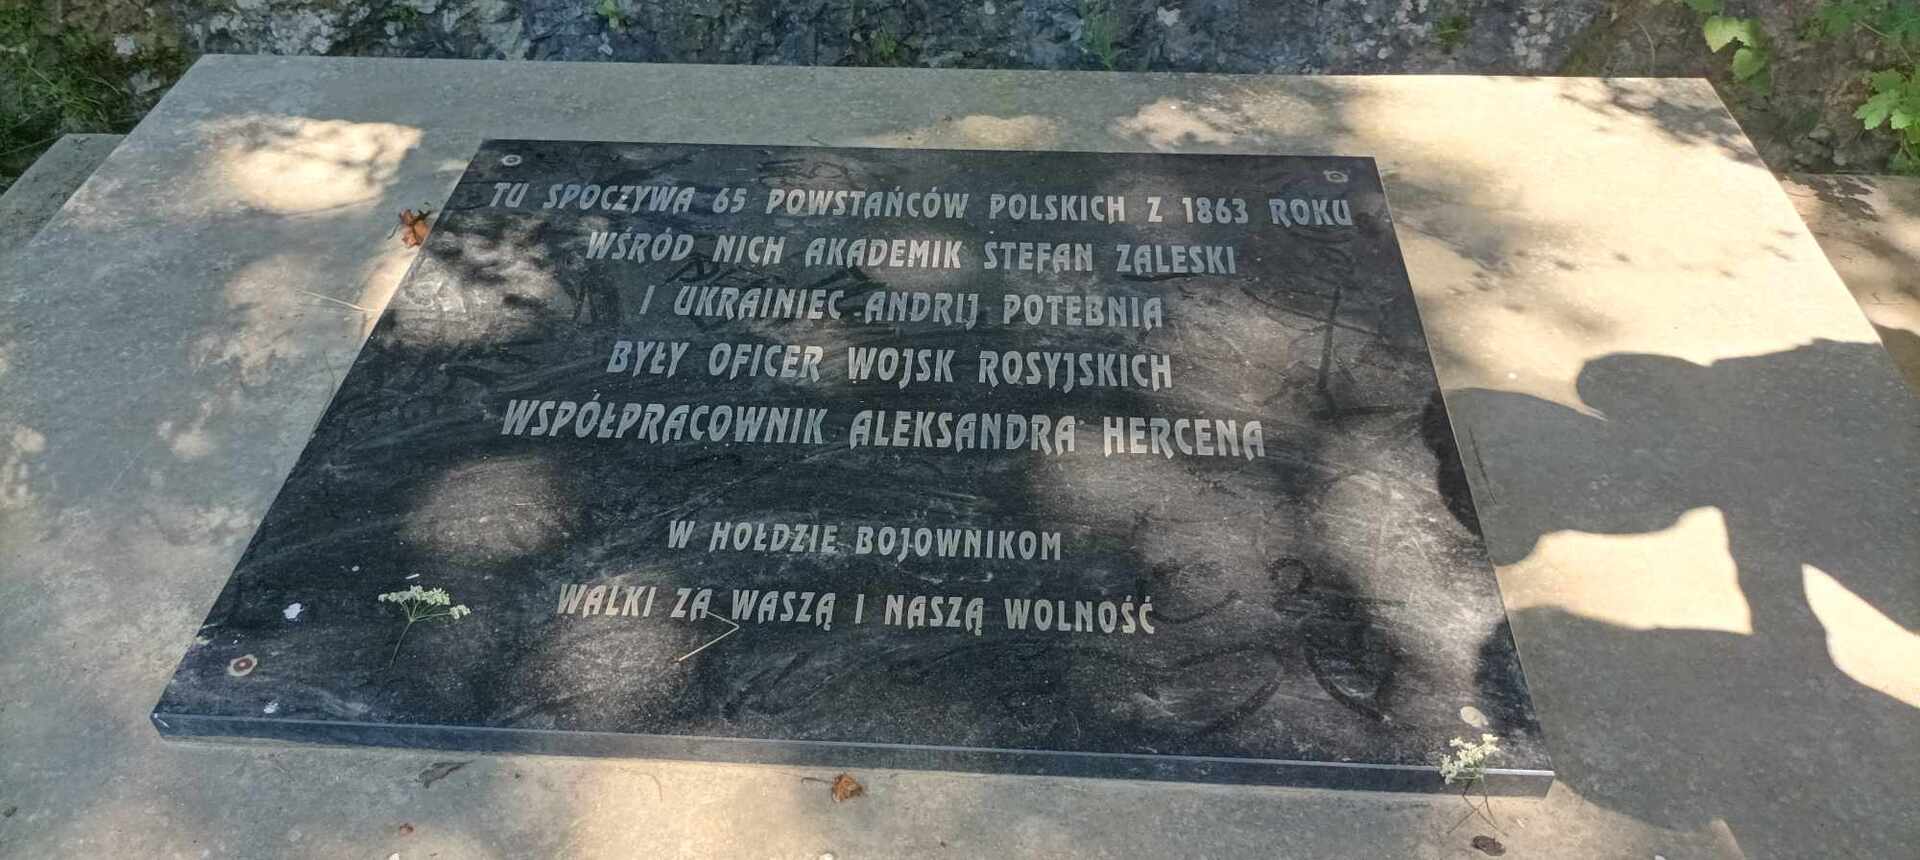 TU SPOCZYWA 65 POWSTAŃCÓW POLSKICH Z 1863 ROKU
WŚRÓD NICH AKADEMIK STEFAN ZALESKI
I UKRAINIEC ANDRIJ POTEBNIA
BYŁY OFICER WOJSK ROSYJSKICH
WSPÓŁPRACOWNIK ALEKSANDRA HERCENA
W HOŁDZIE BOJOWNIKOM
WALKI ZA WASZĄ I NASZĄ WOLNOŚĆ